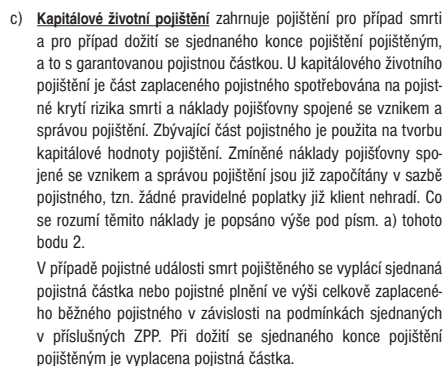 c) Kapitálové životní pojištění zahrnuje pojištění pro případ smrti
a pro případ dožití se sjednaného konce pojištění pojištěným,
a to s garantovanou pojistnou částkou. U kapitálového životního
pojištění je část zaplaceného pojistného spotřebována na pojist-
né krytí rizika smrti a náklady pojišťovny spojené se vznikem a
správou pojištění. Zbývající část pojistného je použita na tvorbu
kapitálové hodnoty pojištění. Zmíněné náklady pojišťovny spo-
jené se vznikem a správou pojištění jsou již započítány v sazbě
pojistného, tzn. žádné pravidelné poplatky již klient nehradí. Co
se rozumí těmito náklady je popsáno výše pod písm. a) tohoto
bodu 2.
V případě pojistné události smrt pojištěného se vyplácí sjednaná
pojistná částka nebo pojistné plnění ve výši celkově zaplacené-
ho běžného pojistného v závislosti na podmínkách sjednaných
v příslušných ZPP. Při dožití se sjednaného konce pojištění
pojištěným je vyplacena pojistná částka.